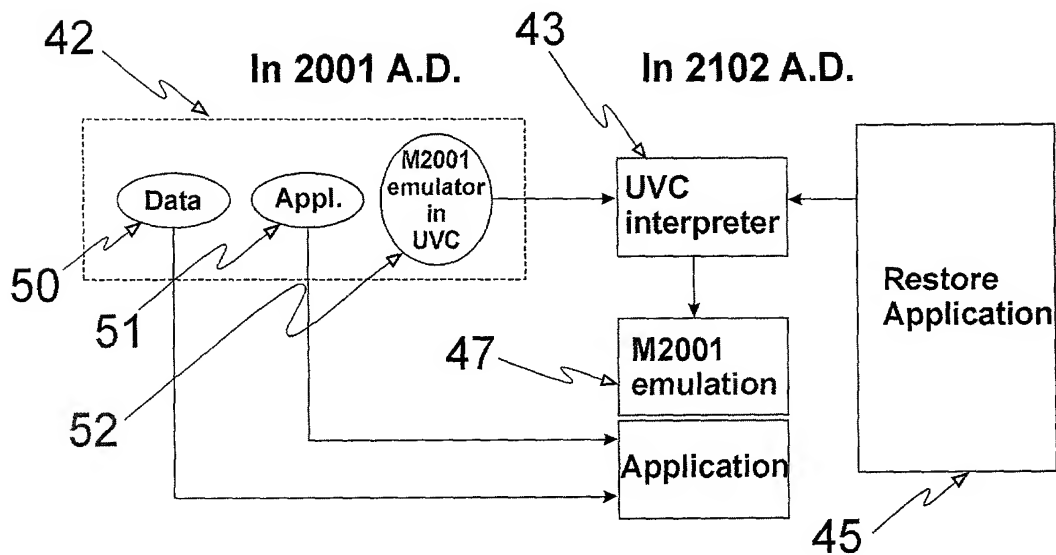 42
In 2001 A.D.
43
In 2102 A.D.
Data
Appl.
M2001
emulator
in
UVC
UVC
interpreter
Restore
Application
50
51
52
47
M2001
emulation
Application
45